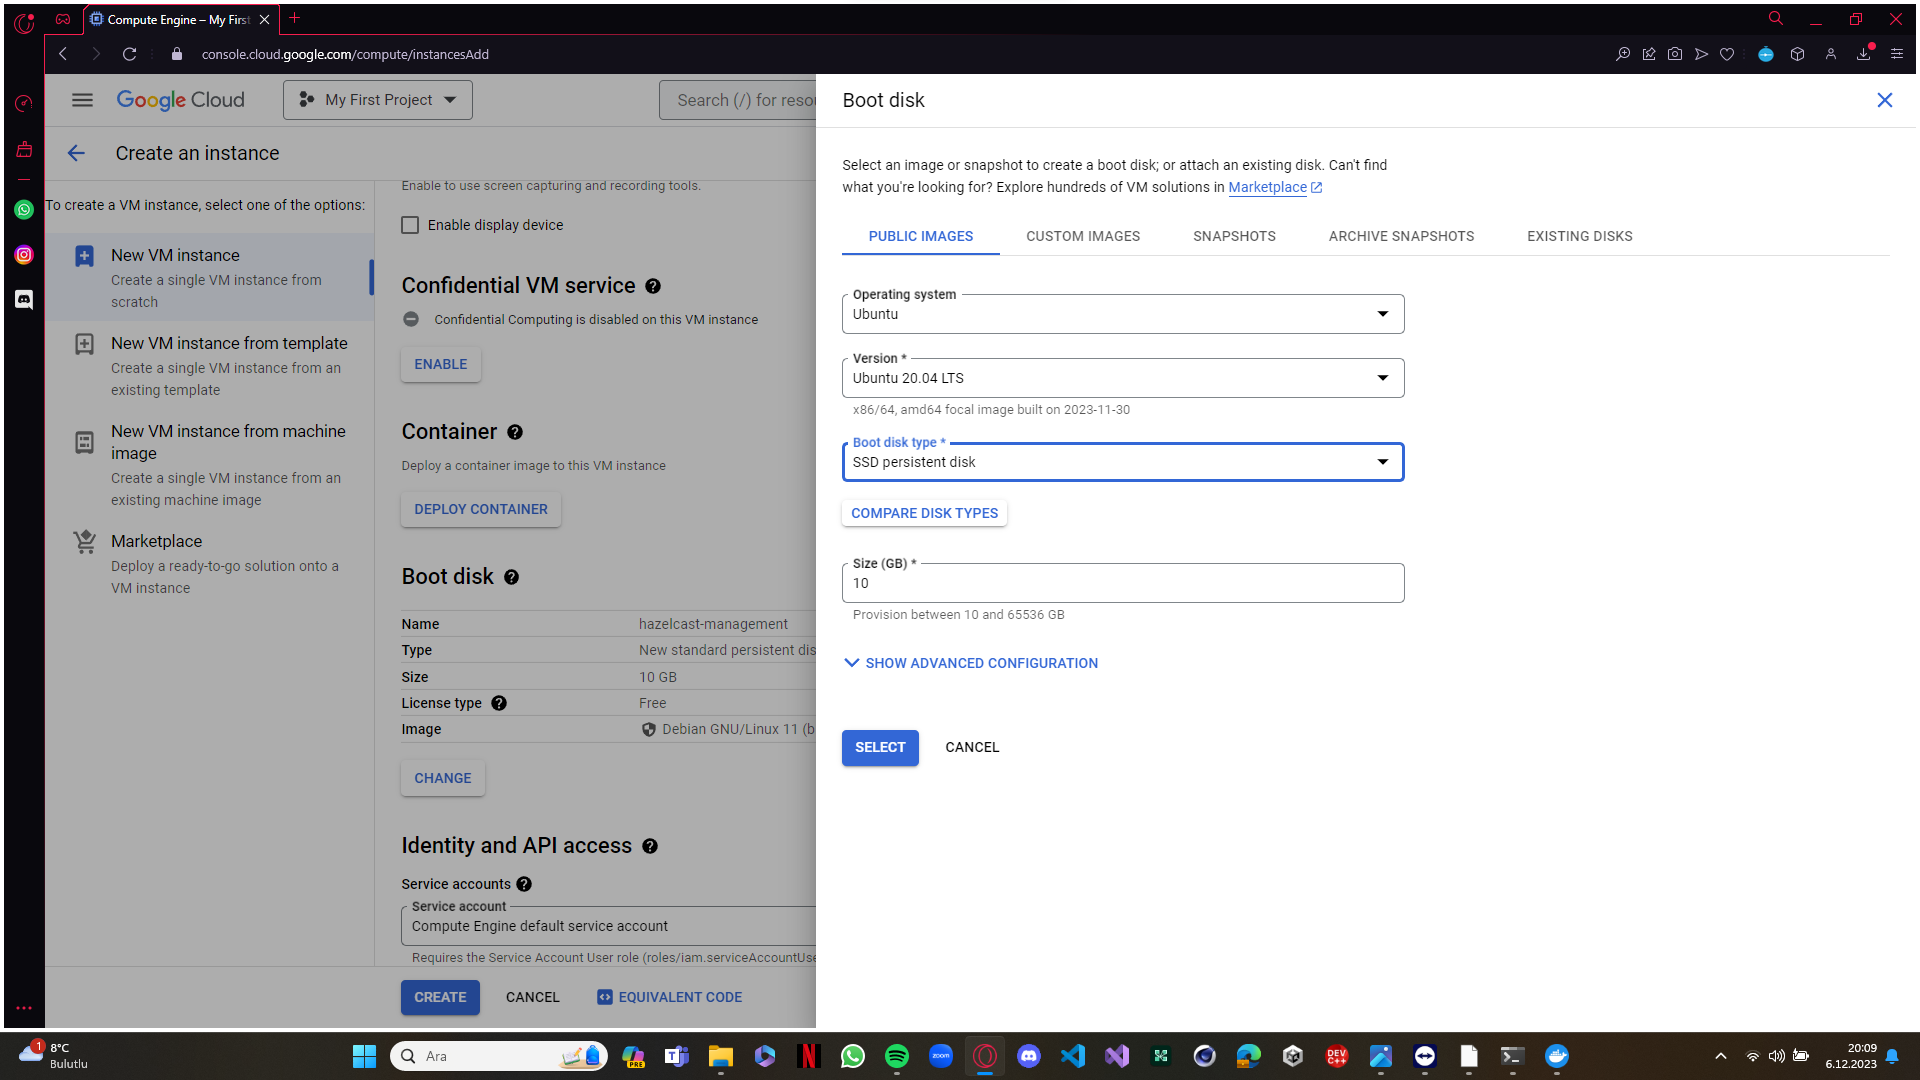 Compute Engine – My First
console.cloud.google.com/compute/instancesAdd
Google Cloud
My First Project
Search (/) for resou
Create an instance
To create a VM instance, select one of the options:
New VM instance
Create a single VM instance from
scratch
New VM instance from template
Create a single VM instance from an
existing template
New VM instance from machine
image
Create a single VM instance from an
existing machine image
Marketplace
Deploy a ready-to-go solution onto a
VM instance
Enable to use screen capturing and recording tools.
Enable display device
Confidential VM service
Confidential Computing is disabled on this VM instance
ENABLE
Container
Deploy a container image to this VM instance
DEPLOY CONTAINER
Boot disk
Name hazelcast-management
Type New standard persistent dis
Size 10 GB
License type Free
Image Debian GNU/Linux 11 (b
CHANGE
Identity and API access
Service accounts
Service account
Compute Engine default service account
Requires the Service Account User role (roles/iam.serviceAccountUse
CREATE CANCEL EQUIVALENT CODE
Boot disk
Select an image or snapshot to create a boot disk; or attach an existing disk. Can't find
what you're looking for? Explore hundreds of VM solutions in Marketplace
PUBLIC IMAGES CUSTOM IMAGES SNAPSHOTS ARCHIVE SNAPSHOTS EXISTING DISKS
Operating system
Ubuntu
Version *
Ubuntu 20.04 LTS
x86/64, amd64 focal image built on 2023-11-30
Boot disk type *
SSD persistent disk
COMPARE DISK TYPES
Size (GB) *
10
Provision between 10 and 65536 GB
SHOW ADVANCED CONFIGURATION
SELECT CANCEL
1
8°C
Bulutlu
Ara
PRE
zoom
DEV
C++
20:09
6.12.2023